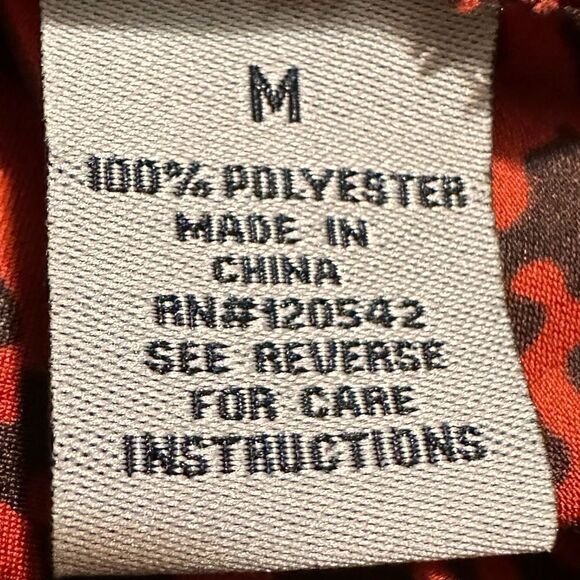 M
100% POLYESTER
MADE IN
CHINA
RN#120542
SEE REVERSE
FOR CARE
INSTRUCTIONS